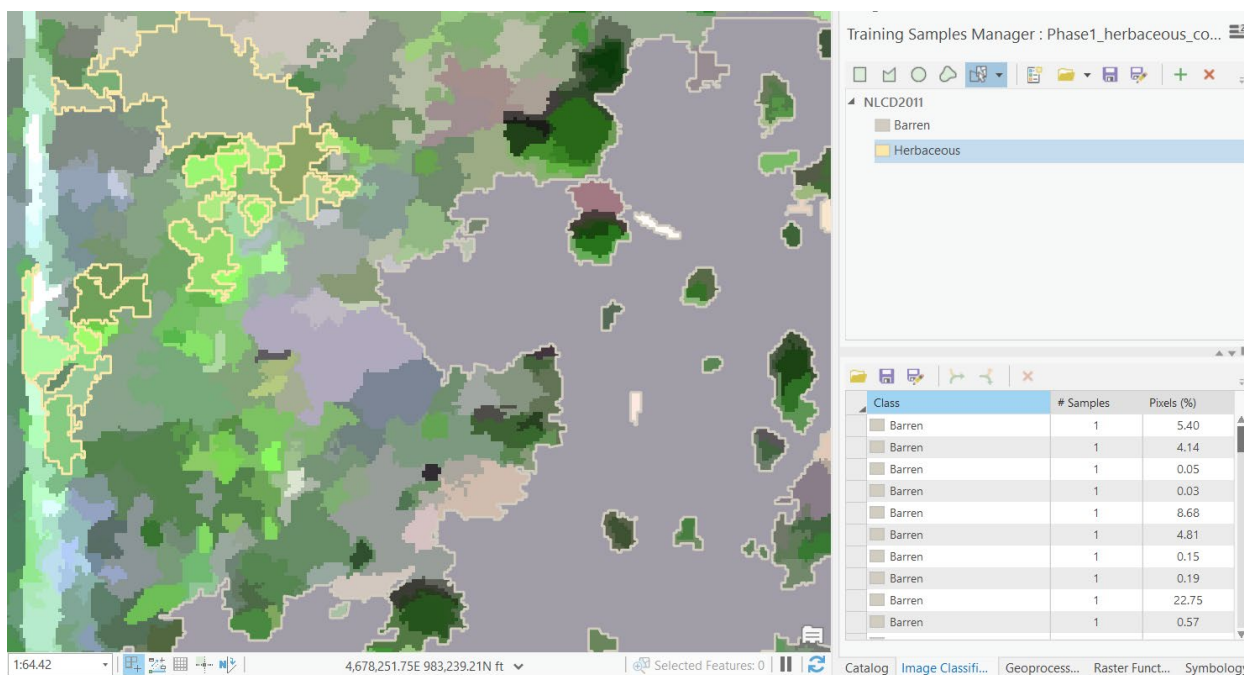 Training Samples Manager : Phase1_herbaceous_co...
NLCD2011
Barren
Herbaceous
Class # Samples Pixels (%)
Barren 1 5.40
Barren 1 4.14
Barren 1 0.05
Barren 1 0.03
Barren 1 8.68
Barren 1 4.81
Barren 1 0.15
Barren 1 0.19
Barren 1 22.75
Barren 1 0.57
1:64.42 4,678,251.75E 983,239.21N ft Selected Features: 0
Catalog Image Classifi... Geoprocess... Raster Funct... Symbology